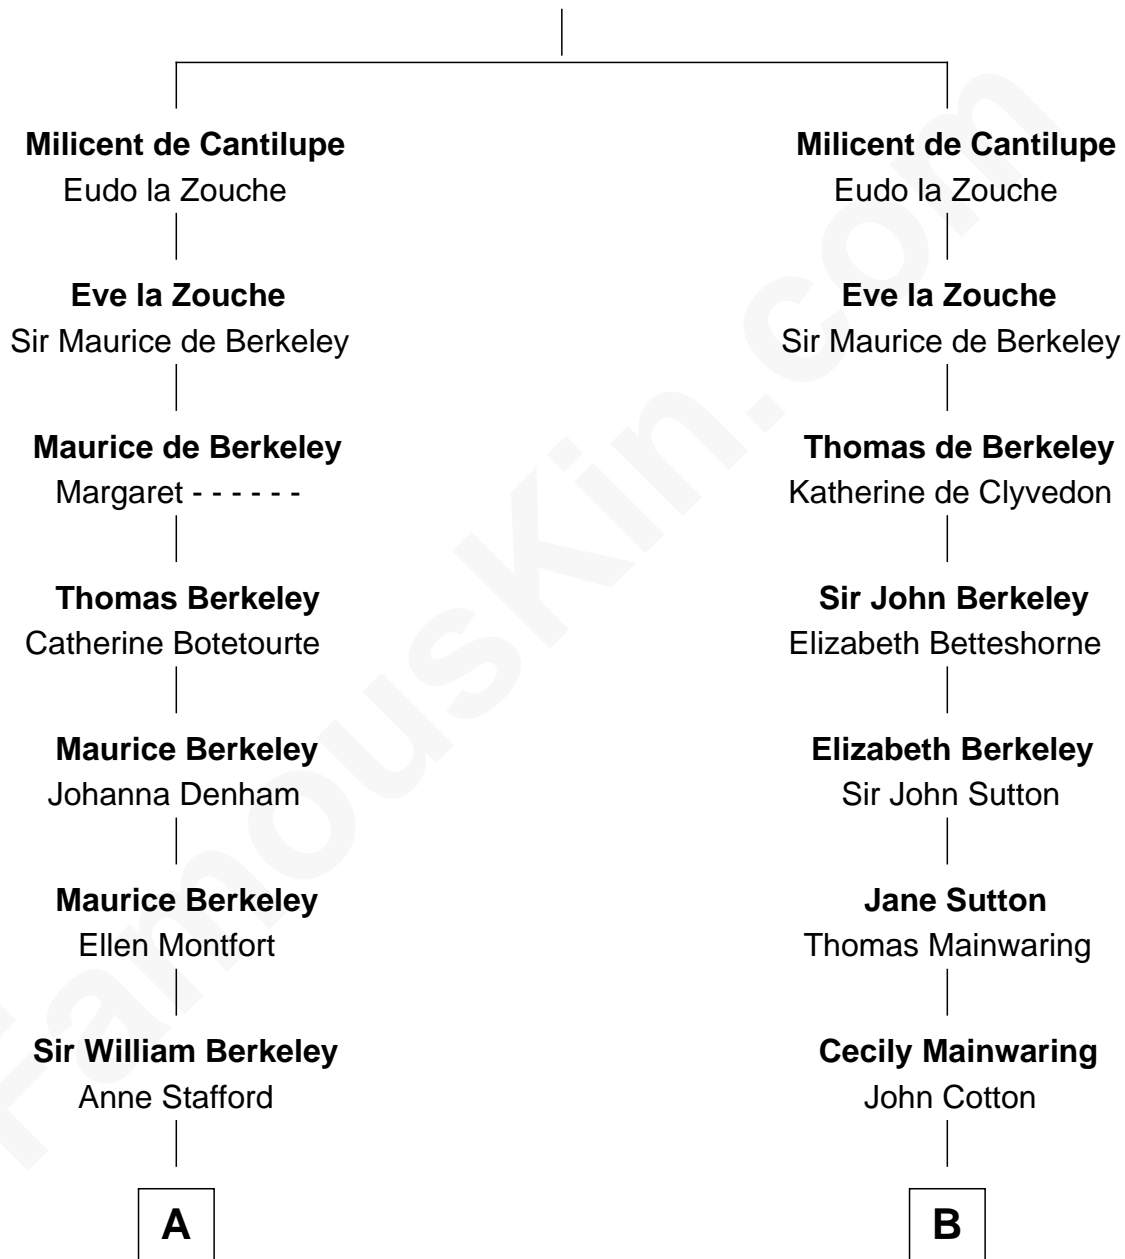 Milicent de Cantilupe
Eudo la Zouche
Eve la Zouche
Sir Maurice de Berkeley
Maurice de Berkeley
Margaret - - - - - -
Thomas Berkeley
Catherine Botetourte
Maurice Berkeley
Johanna Denham
Maurice Berkeley
Ellen Montfort
Sir William Berkeley
Anne Stafford
A
Milicent de Cantilupe
Eudo la Zouche
Eve la Zouche
Sir Maurice de Berkeley
Thomas de Berkeley
Katherine de Clyvedon
Sir John Berkeley
Elizabeth Betteshorne
Elizabeth Berkeley
Sir John Sutton
Jane Sutton
Thomas Mainwaring
Cecily Mainwaring
John Cotton
B
FamousKin.com